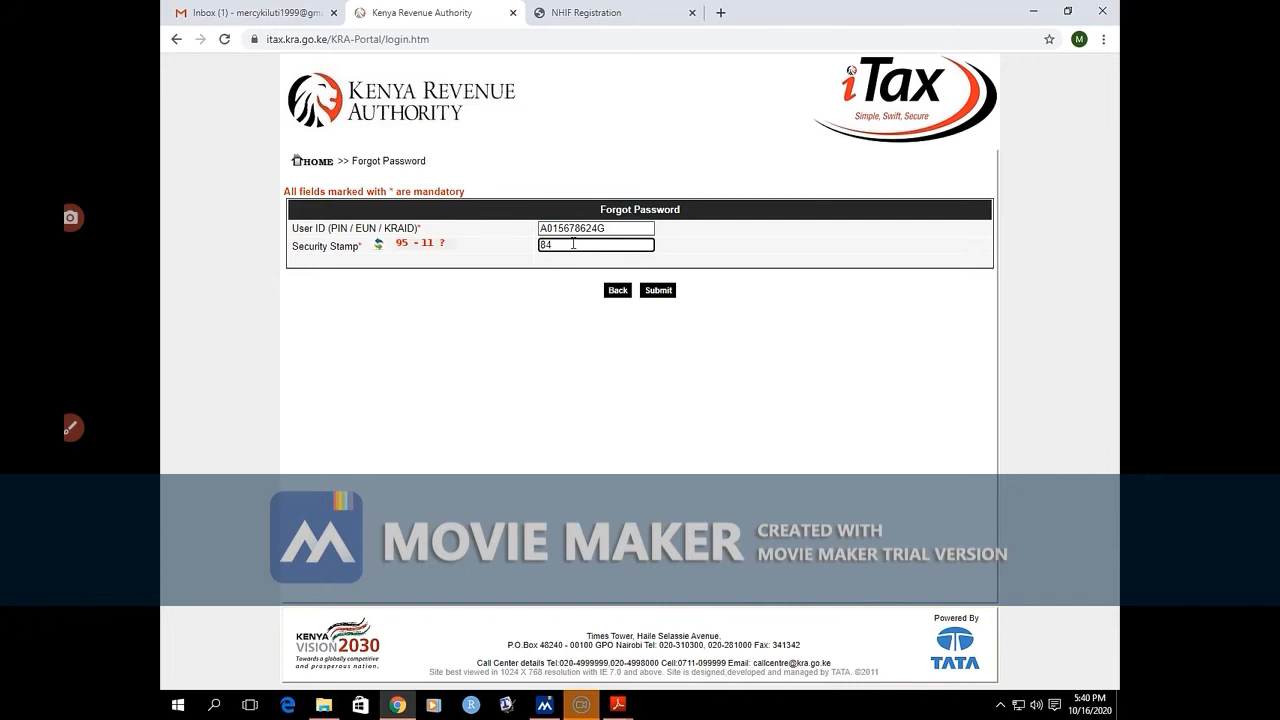 Inbox (1) - mercykiluti1999@gm
Kenya Revenue Authority
NHIF Registration
itax.kra.go.ke/KRA-Portal/login.htm
M
KENYA REVENUE
AUTHORITY
iTax
Simple, Swift, Secure
HOME >> Forgot Password
All fields marked with * are mandatory
Forgot Password
User ID (PIN / EUN / KRAID)*
A015678624G
Security Stamp*
95 - 11 ?
84
Back
Submit
MOVIE MAKER
CREATED WITH
MOVIE MAKER TRIAL VERSION
KENYA
VISION 2030
Towards a globally competitive
and prosperous nation.
Times Tower, Haile Selassie Avenue,
P.O.Box 48240 - 00100 GPO Nairobi Tel: 020-310300, 020-281000 Fax: 341342
Call Center details Tel:020-4999999,020-4998000 Cell:0711-099999 Email: callcentre@kra.go.ke
Site best viewed in 1024 X 768 resolution with IE 7.0 and above. Site is designed,developed and managed by TATA. ©2011
Powered By
TATA
5:40 PM
10/16/2020